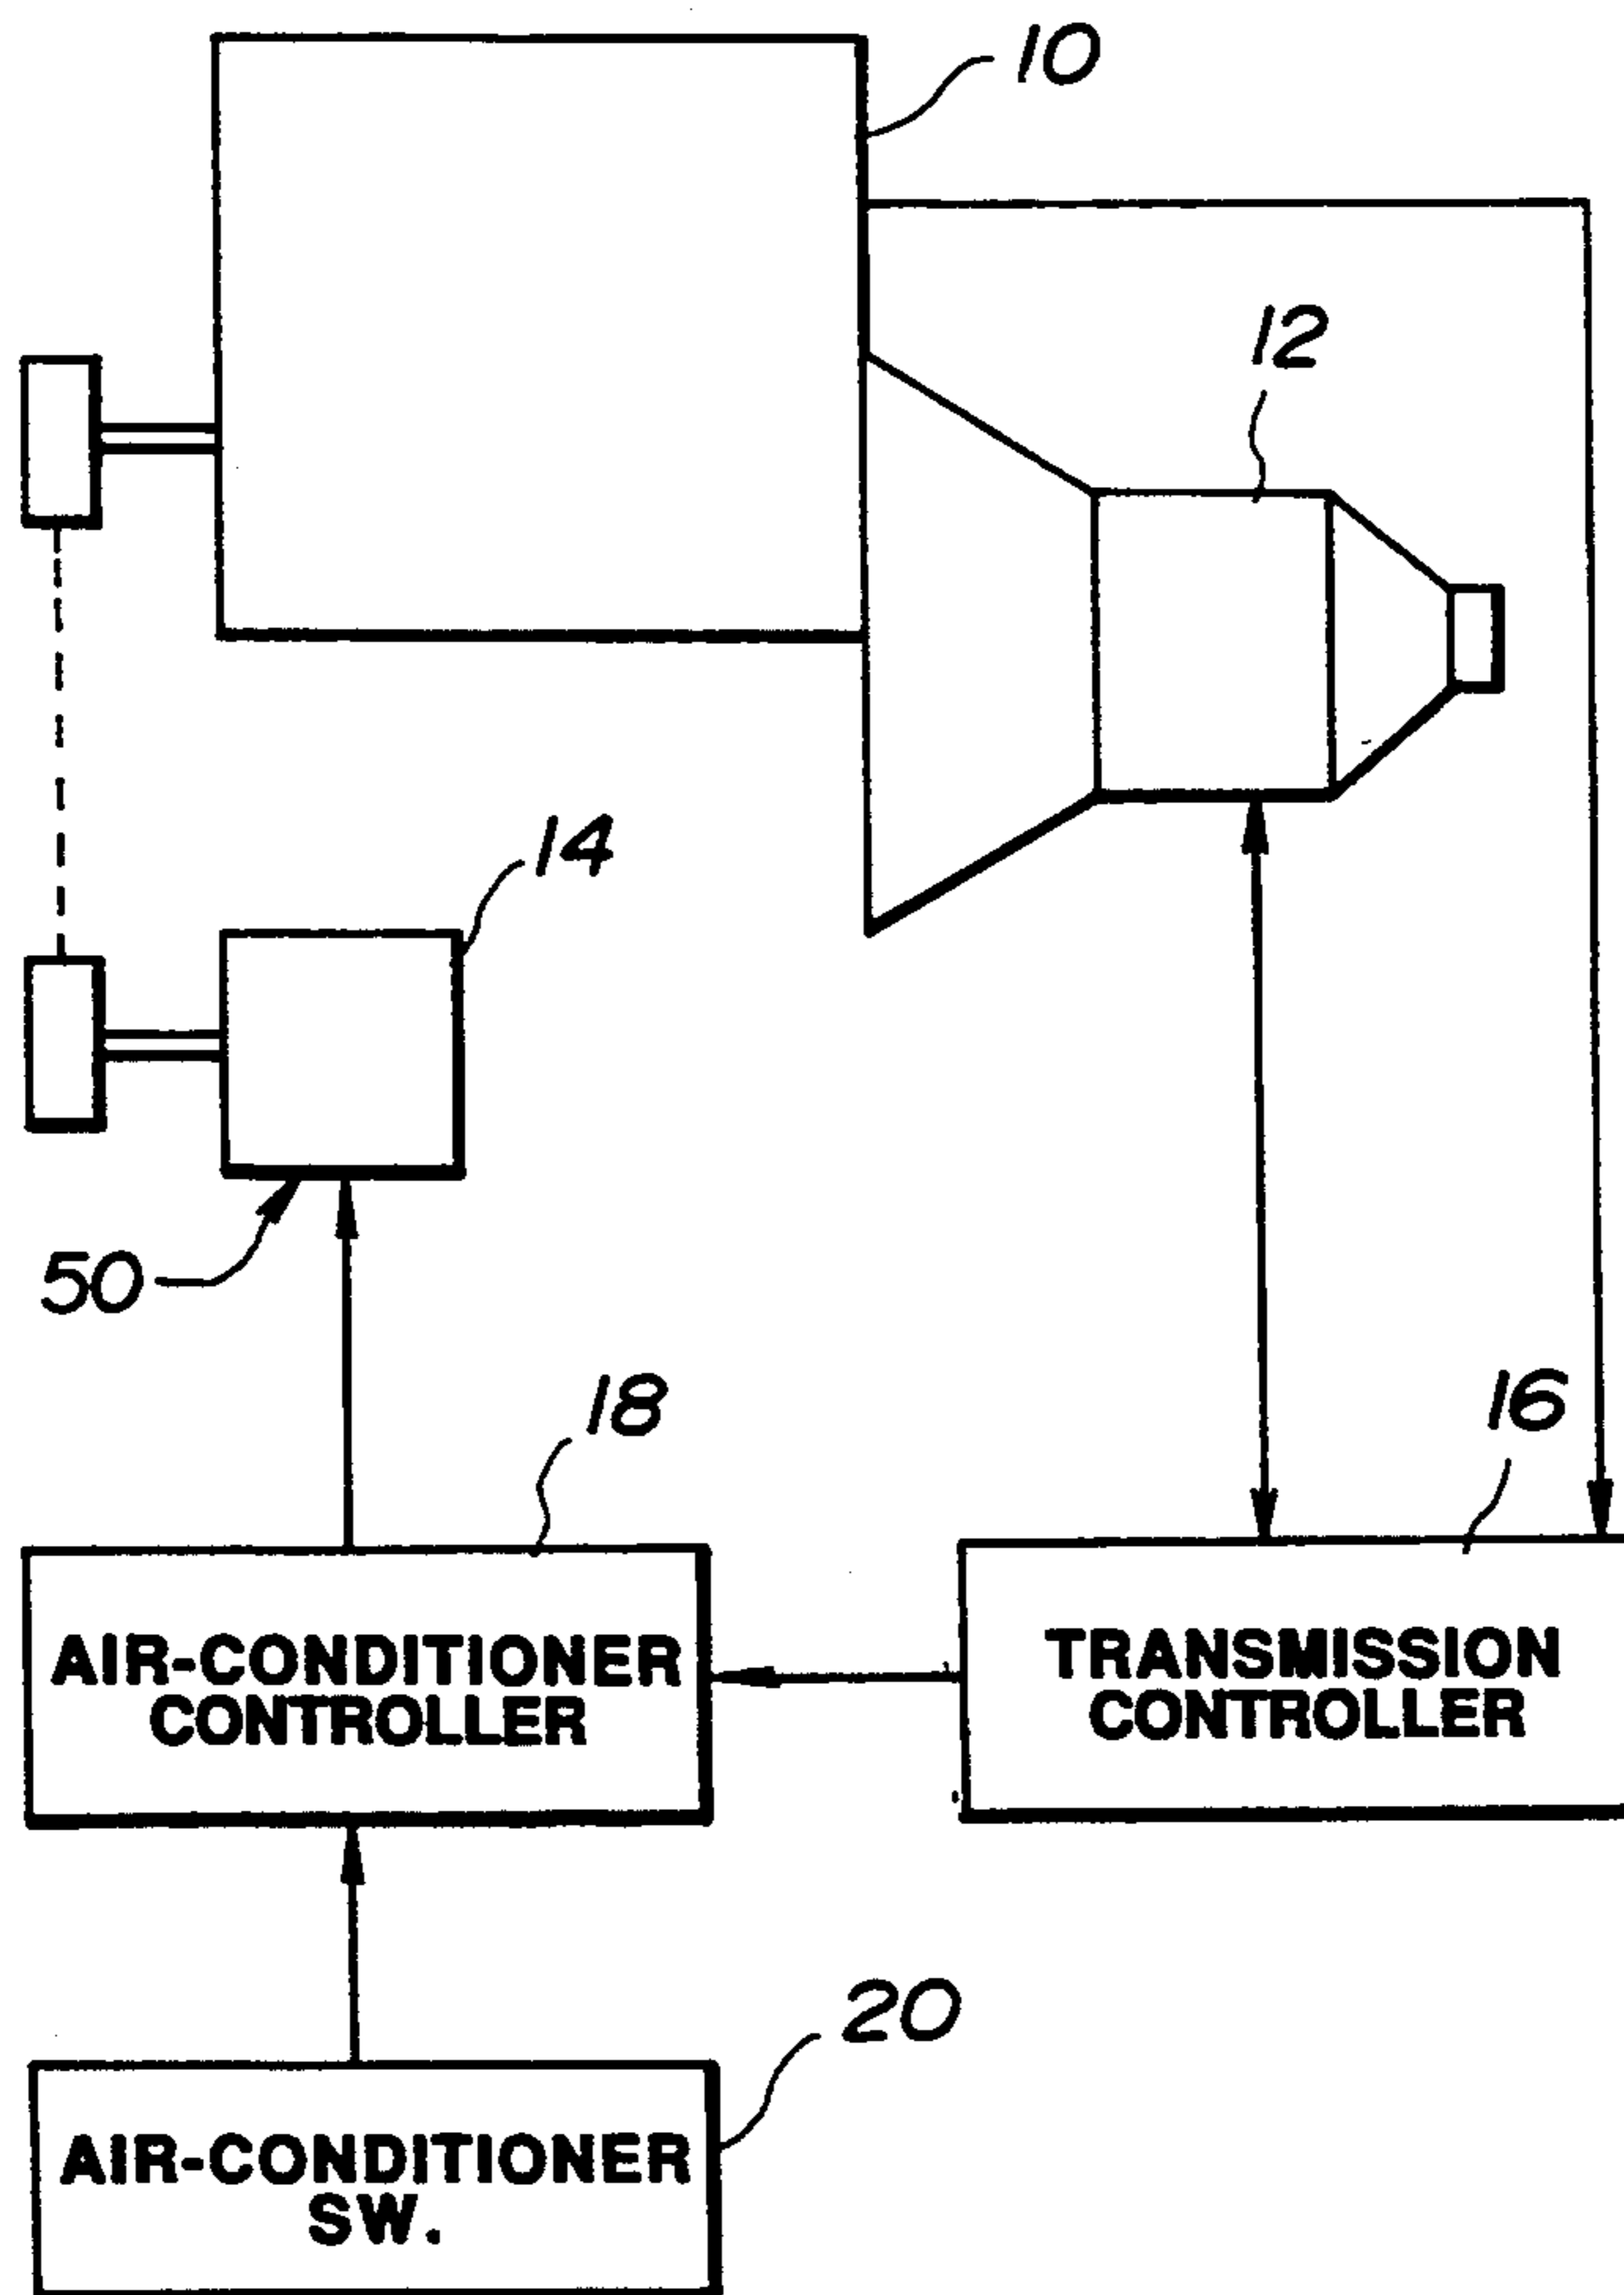 10
12
14
50
18
16
AIR-CONDITIONER
CONTROLLER
TRANSMISSION
CONTROLLER
20
AIR-CONDITIONER
SW.